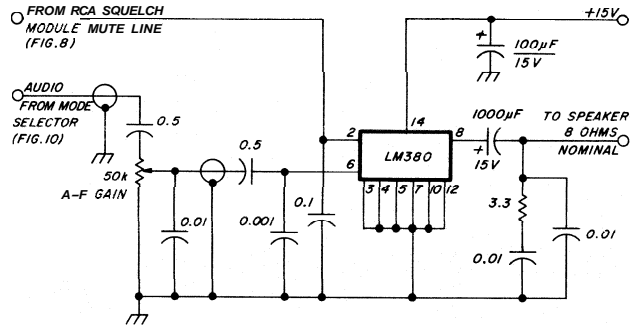 FROM RCA SQUELCH
MODULE MUTE LINE
(FIG.8)
+15V
+
100µF
15V
AUDIO
FROM MODE
SELECTOR
(FIG.10)
0.5
50k
A-F GAIN
0.01
0.5
0.001
0.1
14
2
6
LM380
8
3 4 5 7 10 12
1000µF
+
15V
TO SPEAKER
8 OHMS
NOMINAL
3.3
0.01
0.01